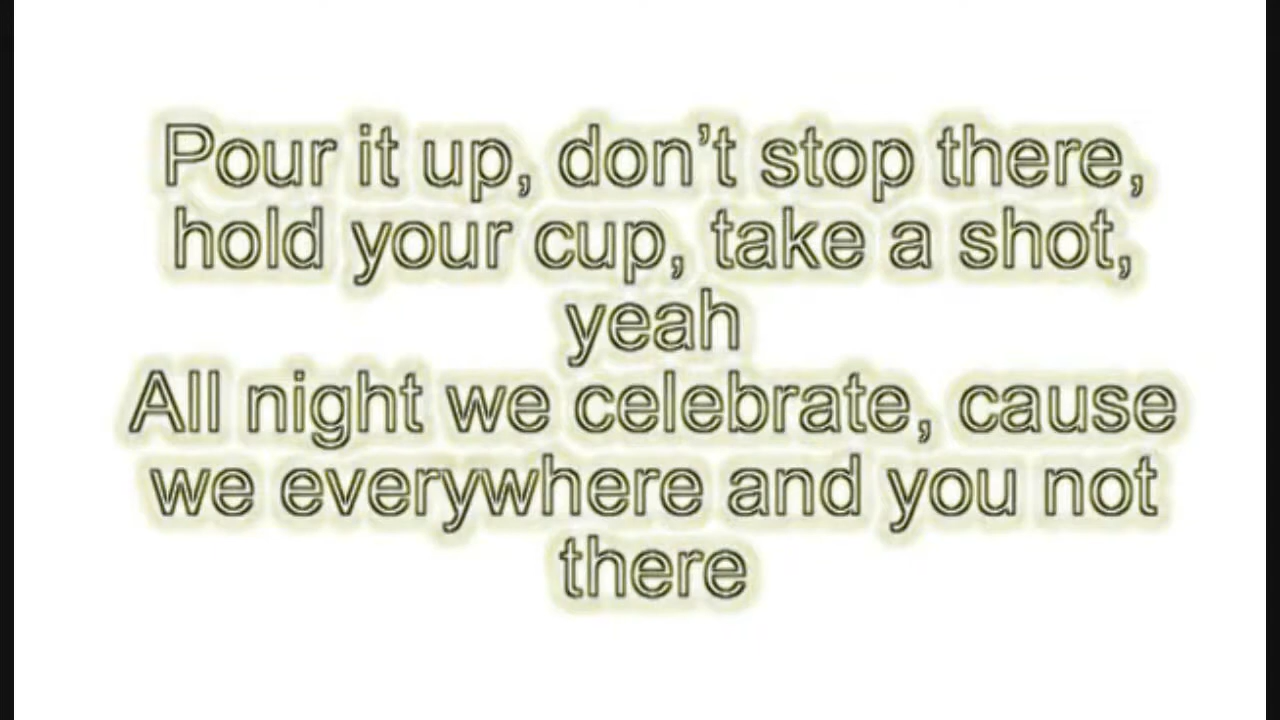 Pour it up, don’t stop there,
hold your cup, take a shot,
yeah
All night we celebrate, cause
we everywhere and you not
there